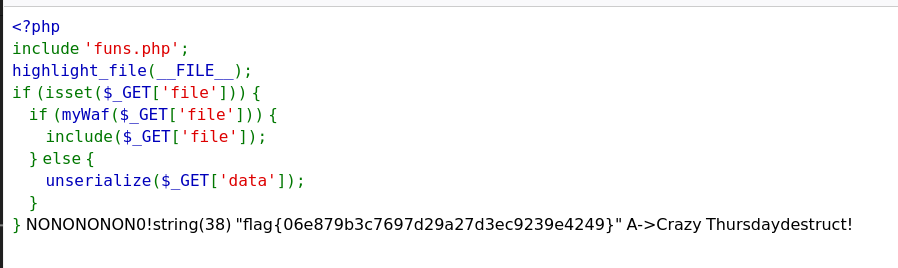 <?php
include 'funs.php';
highlight_file(__FILE__);
if (isset($_GET['file'])) {
if (myWaf($_GET['file'])) {
include($_GET['file']);
} else {
unserialize($_GET['data']);
}
} NONONONON0!string(38) "flag{06e879b3c7697d29a27d3ec9239e4249}" A->Crazy Thursdaydestruct!